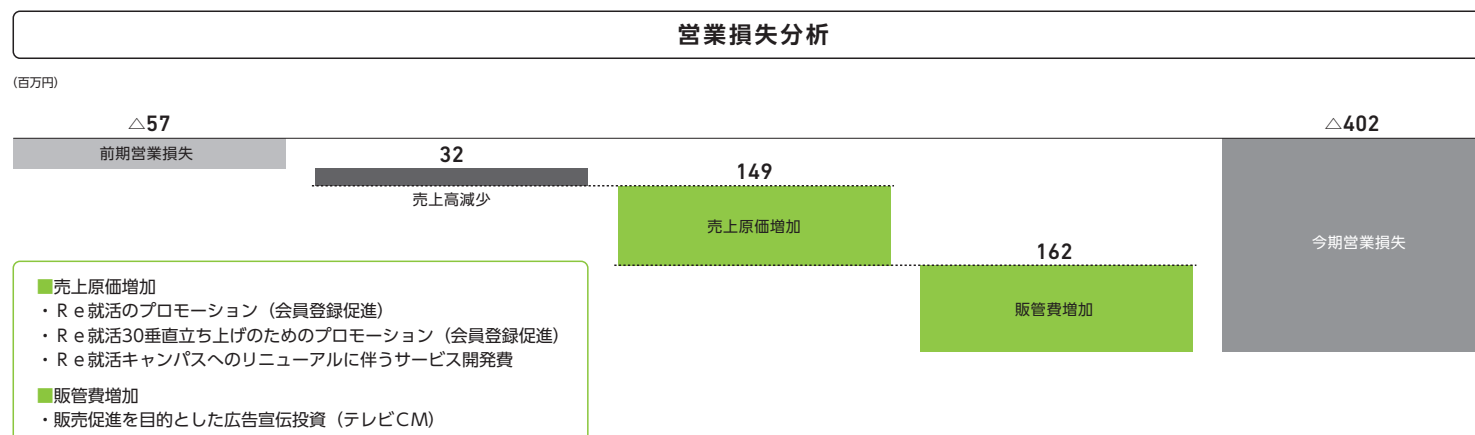 営業損失分析
(百万円)
△57
前期営業損失
32
売上高減少
149
売上原価増加
162
販管費増加
△402
今期営業損失
■売上原価増加
・Ｒｅ就活のプロモーション（会員登録促進）
・Ｒｅ就活30垂直立ち上げのためのプロモーション（会員登録促進）
・Ｒｅ就活キャンパスへのリニューアルに伴うサービス開発費
■販管費増加
・販売促進を目的とした広告宣伝投資（テレビＣＭ）